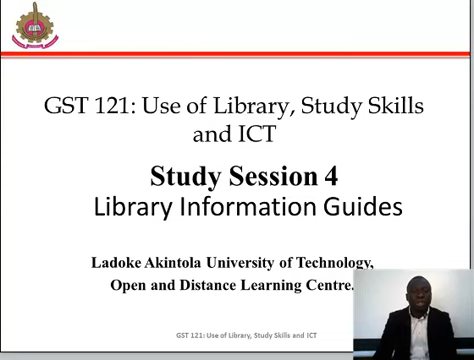 GST 121: Use of Library, Study Skills
and ICT
Study Session 4
Library Information Guides
Ladoke Akintola University of Technology,
Open and Distance Learning Centre.
GST 121: Use of Library, Study Skills and ICT